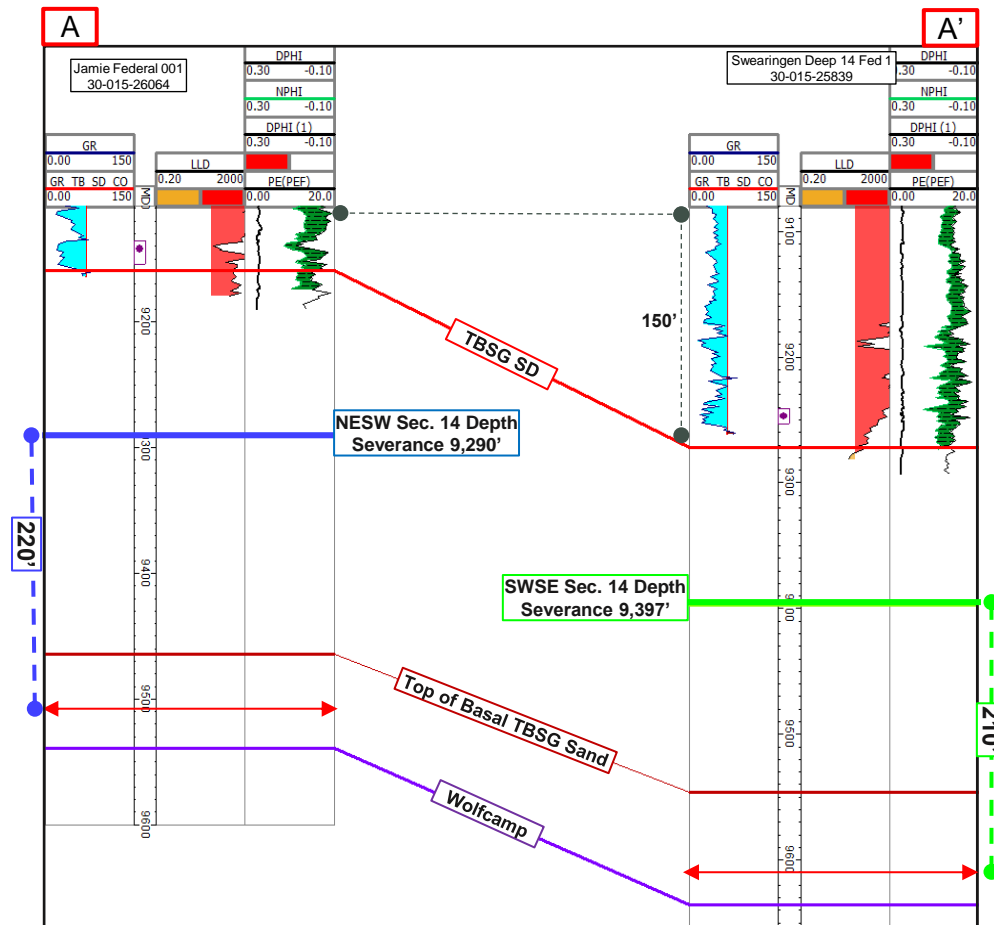 A
A'
Jamie Federal 001
30-015-26064
Swearingen Deep 14 Fed 1
30-015-25839
DPHI
0.30 -0.10
NPHI
0.30 -0.10
DPHI (1)
0.30 -0.10
GR
0.00 150
LLD
0.20 2000
GR TB SD CO
0.00 150
MD
PE(PEF)
0.00 20.0
DPHI
0.30 -0.10
NPHI
0.30 -0.10
DPHI (1)
0.30 -0.10
GR
0.00 150
LLD
0.20 2000
GR TB SD CO
0.00 150
MD
PE(PEF)
0.00 20.0
9200
9300
9400
9500
9600
9100
9200
9300
9400
9500
9600
150'
TBSG SD
NESW Sec. 14 Depth
Severance 9,290'
220'
SWSE Sec. 14 Depth
Severance 9,397'
210'
Top of Basal TBSG Sand
Wolfcamp